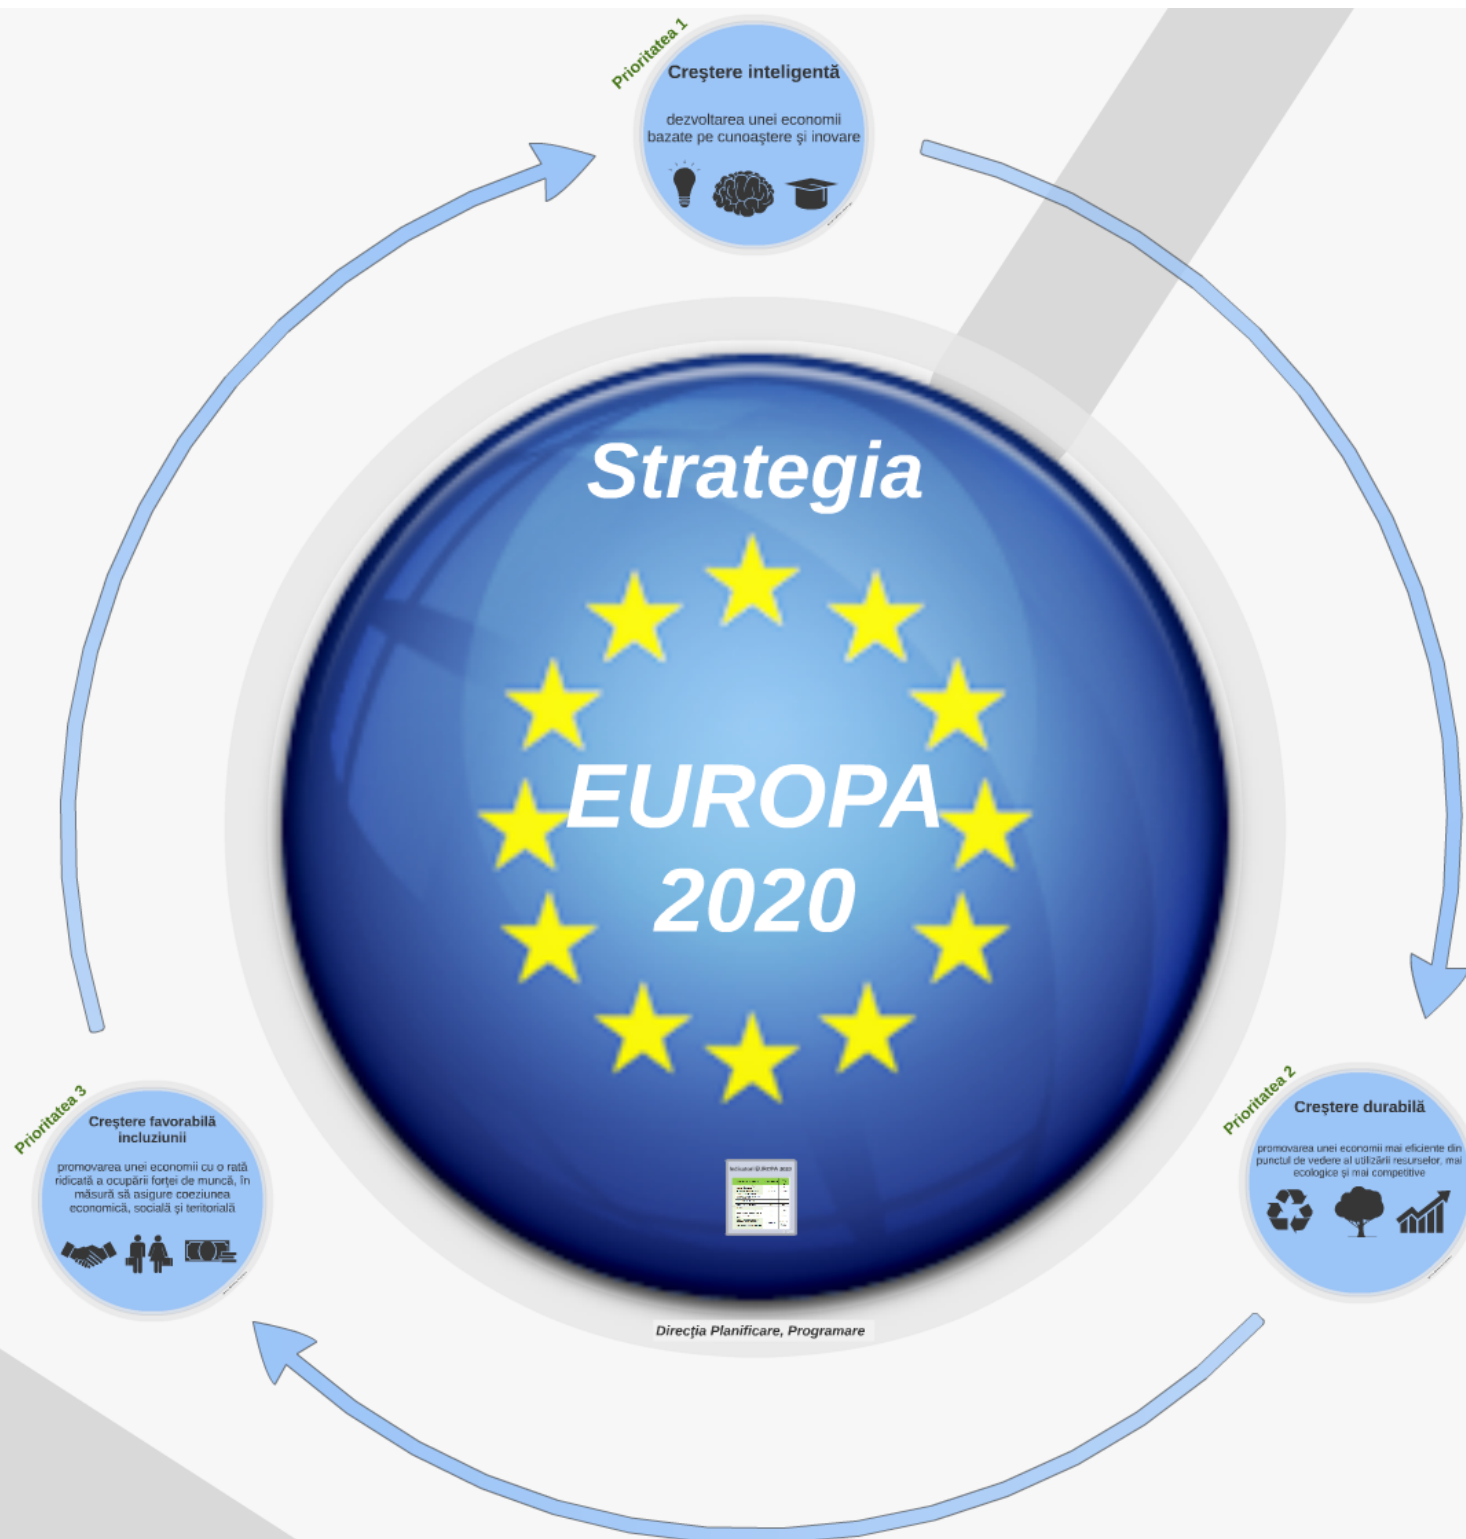 Prioritatea 1
Creştere inteligentă
dezvoltarea unei economii
bazate pe cunoaştere şi inovare
Strategia
EUROPA
2020
Prioritatea 2
Creştere durabilă
promovarea unei economii mai eficiente din
punctul de vedere al utilizării resurselor, mai
ecologice şi mai competitive
Prioritatea 3
Creştere favorabilă
incluziunii
promovarea unei economii cu o rată
ridicată a ocupării forţei de muncă, în
măsură să asigure coeziunea
economică, socială şi teritorială
Indicatori EUROPA 2020
Direcţia Planificare, Programare